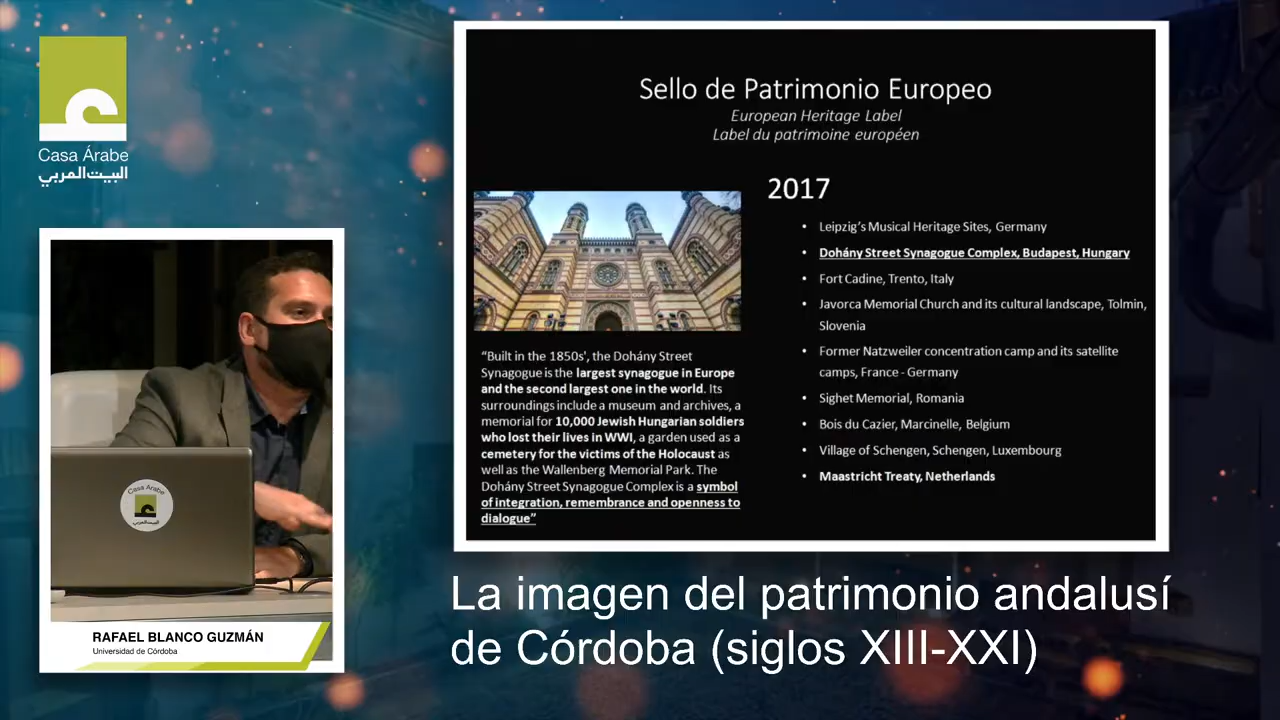 Casa Árabe
البيت العربي
Sello de Patrimonio Europeo
European Heritage Label
Label du patrimoine européen
2017
• Leipzig's Musical Heritage Sites, Germany
• Dohány Street Synagogue Complex, Budapest, Hungary
• Fort Cadine, Trento, Italy
• Javorca Memorial Church and its cultural landscape, Tolmin,
Slovenia
• Former Natzweiler concentration camp and its satellite
camps, France - Germany
• Sighet Memorial, Romania
• Bois du Cazier, Marcinelle, Belgium
• Village of Schengen, Schengen, Luxembourg
• Maastricht Treaty, Netherlands
“Built in the 1850s', the Dohány Street
Synagogue is the largest synagogue in Europe
and the second largest one in the world. Its
surroundings include a museum and archives, a
memorial for 10,000 Jewish Hungarian soldiers
who lost their lives in WWI, a garden used as a
cemetery for the victims of the Holocaust as
well as the Wallenberg Memorial Park. The
Dohány Street Synagogue Complex is a symbol
of integration, remembrance and openness to
dialogue”
Casa Árabe
البيت العربي
RAFAEL BLANCO GUZMÁN
Universidad de Córdoba
La imagen del patrimonio andalusí
de Córdoba (siglos XIII-XXI)